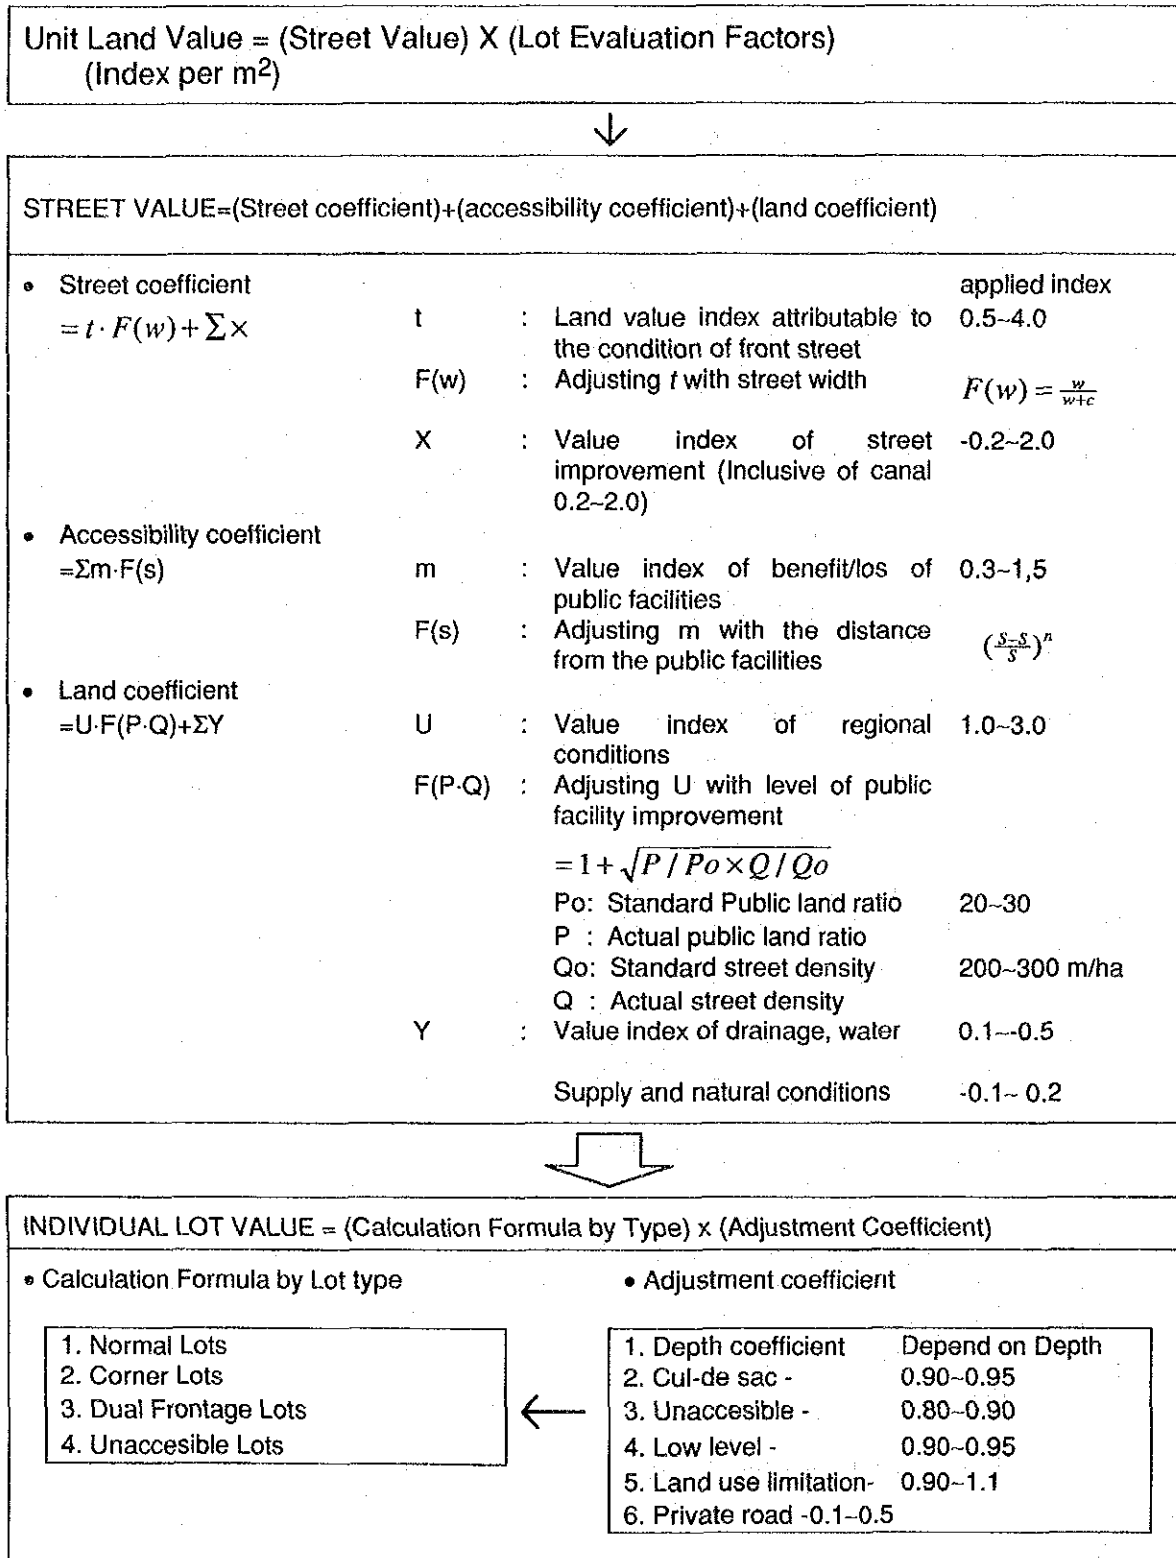 Unit Land Value = (Street Value) X (Lot Evaluation Factors)
(Index per m²)
STREET VALUE=(Street coefficient)+(accessibility coefficient)+(land coefficient)
• Street coefficient applied index
= t · F(w) + Σ× t : Land value index attributable to 0.5~4.0
the condition of front street
F(w) : Adjusting t with street width F(w) = w/w+c
X : Value index of street -0.2~2.0
improvement (Inclusive of canal
0.2~2.0)
• Accessibility coefficient
=Σm·F(s) m : Value index of benefit/los of 0.3~1,5
public facilities
F(s) : Adjusting m with the distance (S-s/S)ⁿ
from the public facilities
• Land coefficient
=U·F(P·Q)+ΣY U : Value index of regional 1.0~3.0
conditions
F(P·Q) : Adjusting U with level of public
facility improvement
= 1 + √P / Po × Q / Qo
Po: Standard Public land ratio 20~30
P : Actual public land ratio
Qo: Standard street density 200~300 m/ha
Q : Actual street density
Y : Value index of drainage, water 0.1~-0.5
Supply and natural conditions -0.1~ 0.2
INDIVIDUAL LOT VALUE = (Calculation Formula by Type) x (Adjustment Coefficient)
• Calculation Formula by Lot type
1. Normal Lots
2. Corner Lots
3. Dual Frontage Lots
4. Unaccesible Lots
• Adjustment coefficient
1. Depth coefficient Depend on Depth
2. Cul-de sac - 0.90~0.95
3. Unaccesible - 0.80~0.90
4. Low level - 0.90~0.95
5. Land use limitation- 0.90~1.1
6. Private road -0.1~0.5